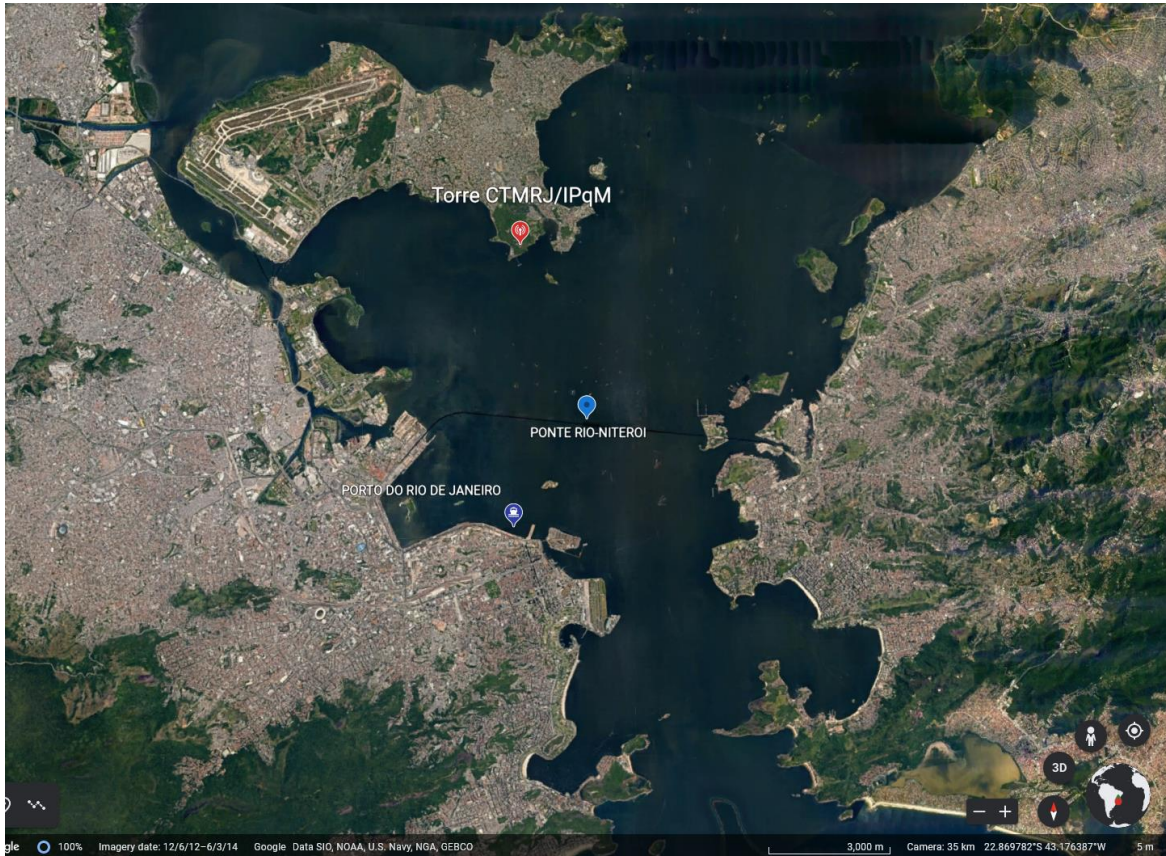 Torre CTMRJ/IPqM
PONTE RIO-NITEROI
PORTO DO RIO DE JANEIRO
3D
gle 100% Imagery date: 12/6/12–6/3/14 Google Data SIO, NOAA, U.S. Navy, NGA, GEBCO 3,000 m Camera: 35 km 22.869782°S 43.176387°W 5 m